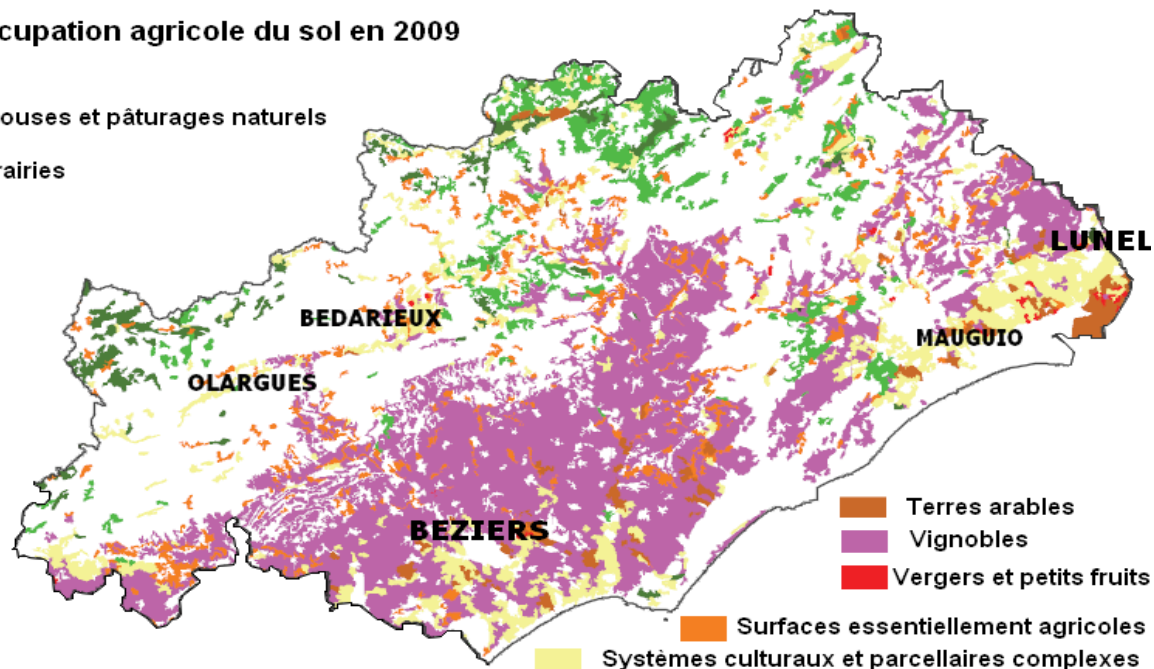 cupation agricole du sol en 2009
ouses et pâturages naturels
rairies
LUNEL
BEDARIEUX
MAUGUIO
OLARGUES
BEZIERS
Terres arables
Vignobles
Vergers et petits fruits
Surfaces essentiellement agricoles
Systèmes culturaux et parcellaires complexes